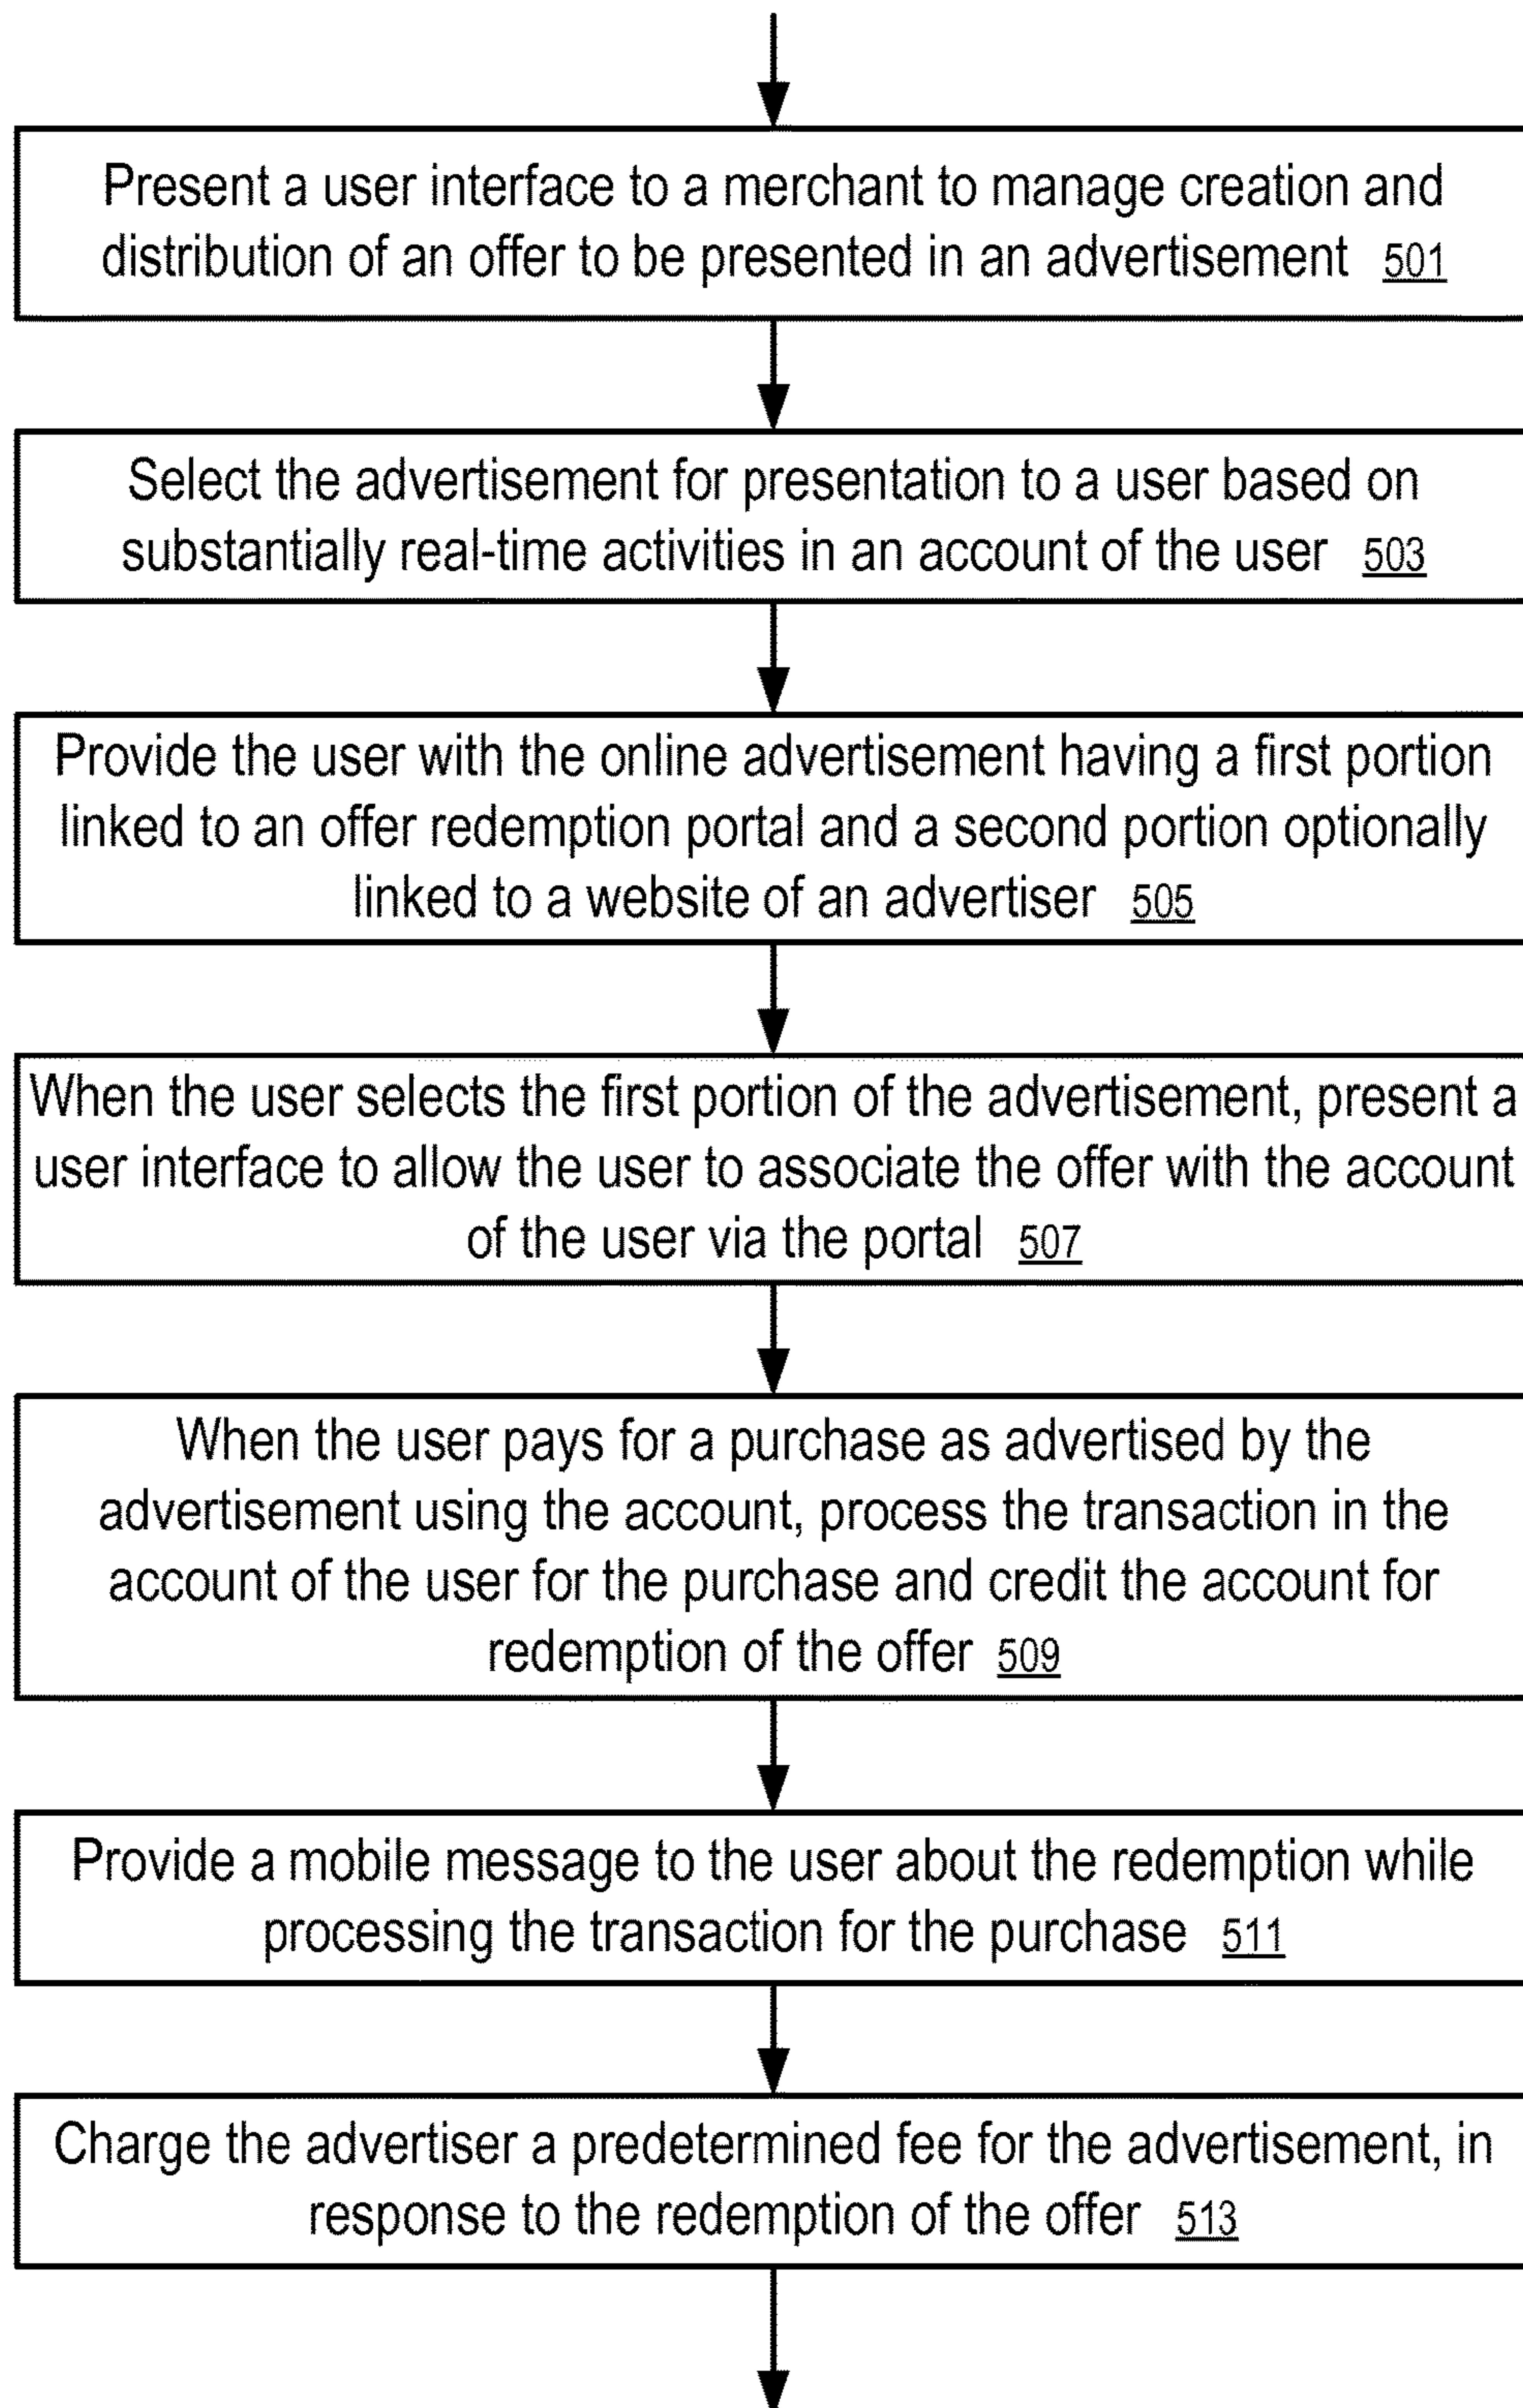 Present a user interface to a merchant to manage creation and
distribution of an offer to be presented in an advertisement 501
Select the advertisement for presentation to a user based on
substantially real-time activities in an account of the user 503
Provide the user with the online advertisement having a first portion
linked to an offer redemption portal and a second portion optionally
linked to a website of an advertiser 505
When the user selects the first portion of the advertisement, present a
user interface to allow the user to associate the offer with the account
of the user via the portal 507
When the user pays for a purchase as advertised by the
advertisement using the account, process the transaction in the
account of the user for the purchase and credit the account for
redemption of the offer 509
Provide a mobile message to the user about the redemption while
processing the transaction for the purchase 511
Charge the advertiser a predetermined fee for the advertisement, in
response to the redemption of the offer 513